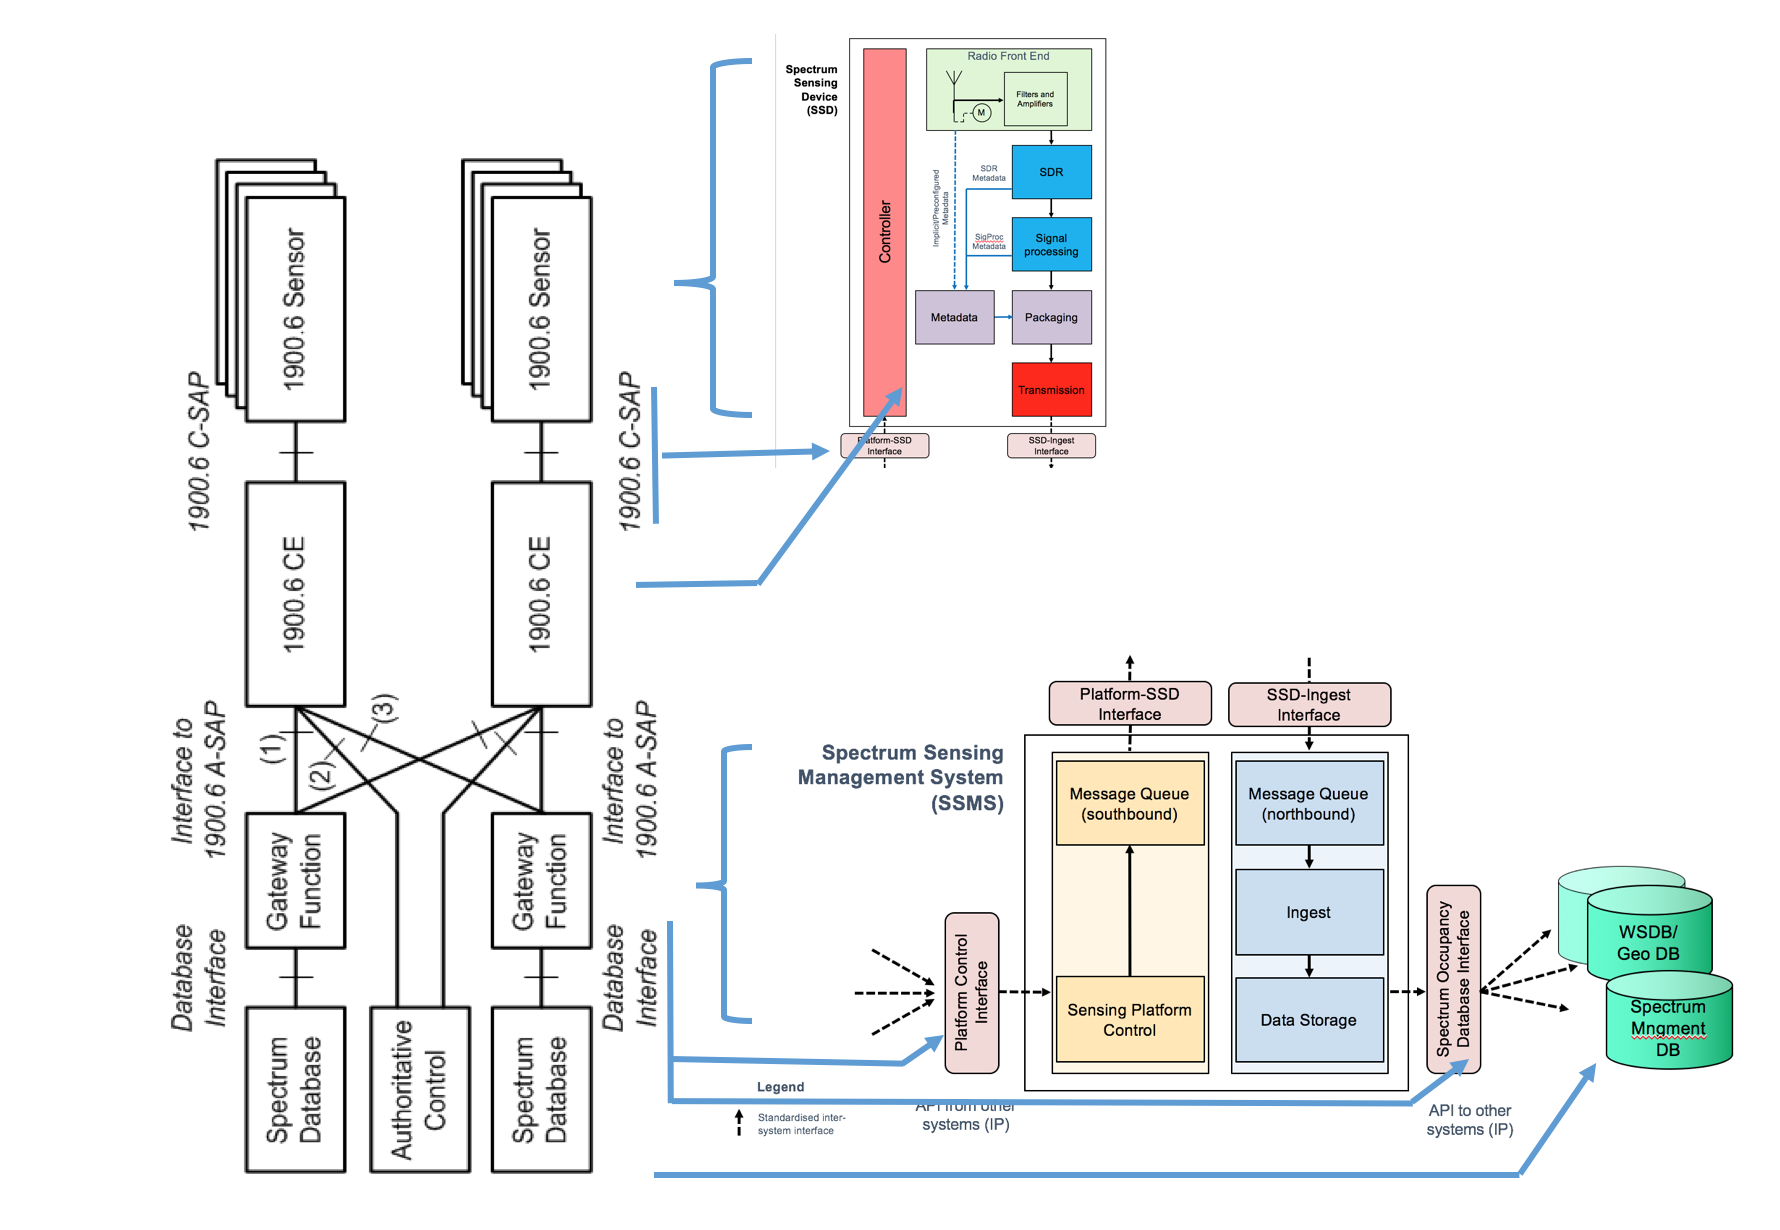 1900.6 Sensor
1900.6 Sensor
1900.6 C-SAP
1900.6 C-SAP
1900.6 CE
1900.6 CE
(1)
(2)
(3)
Interface to
1900.6 A-SAP
Interface to
1900.6 A-SAP
Gateway
Function
Gateway
Function
Database
Interface
Database
Interface
Spectrum
Database
Authoritative
Control
Spectrum
Database
Spectrum
Sensing
Device
(SSD)
Controller
Radio Front End
M
Filters and
Amplifiers
Implicit/Preconfigured
Metadata
SDR
Metadata
SDR
SigProc
Metadata
Signal
processing
Metadata
Packaging
Transmission
Platform-SSD
Interface
SSD-Ingest
Interface
Spectrum Sensing
Management System
(SSMS)
Platform-SSD
Interface
SSD-Ingest
Interface
Message Queue
(southbound)
Message Queue
(northbound)
Ingest
Sensing Platform
Control
Data Storage
Platform Control
Interface
Spectrum Occupancy
Database Interface
WSDB/
Geo DB
Spectrum
Mngment
DB
Legend
Standardised inter-
system interface
API from other
systems (IP)
API to other
systems (IP)